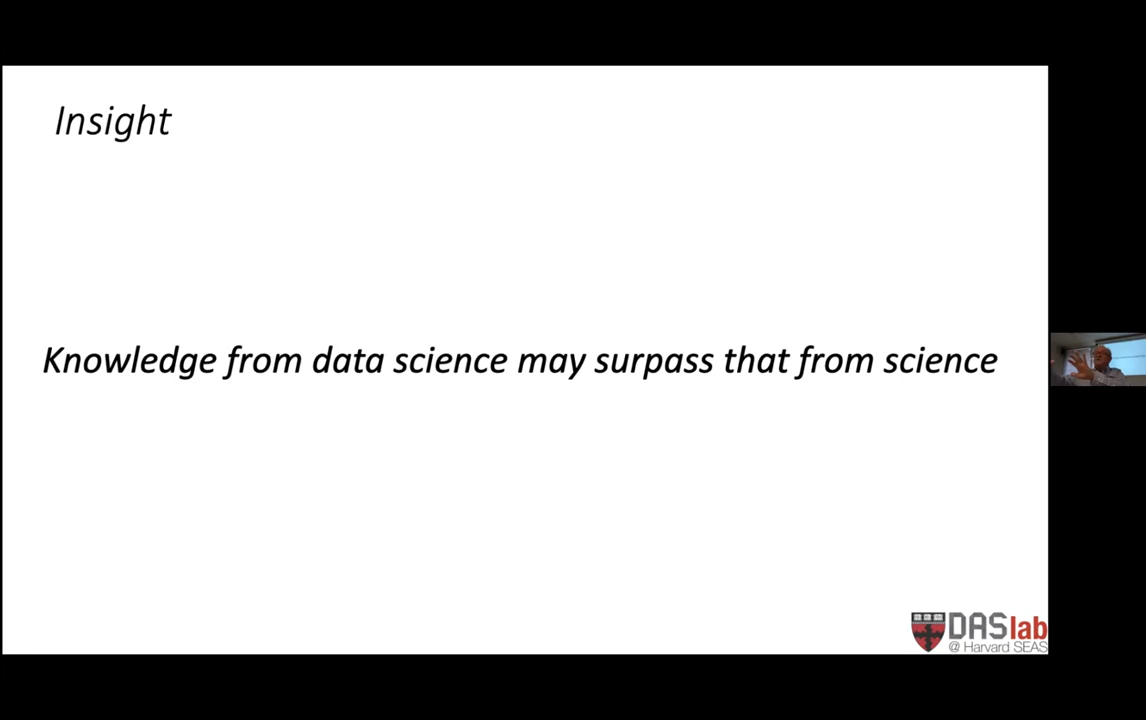 Insight
Knowledge from data science may surpass that from science
DASlab
@ Harvard SEAS